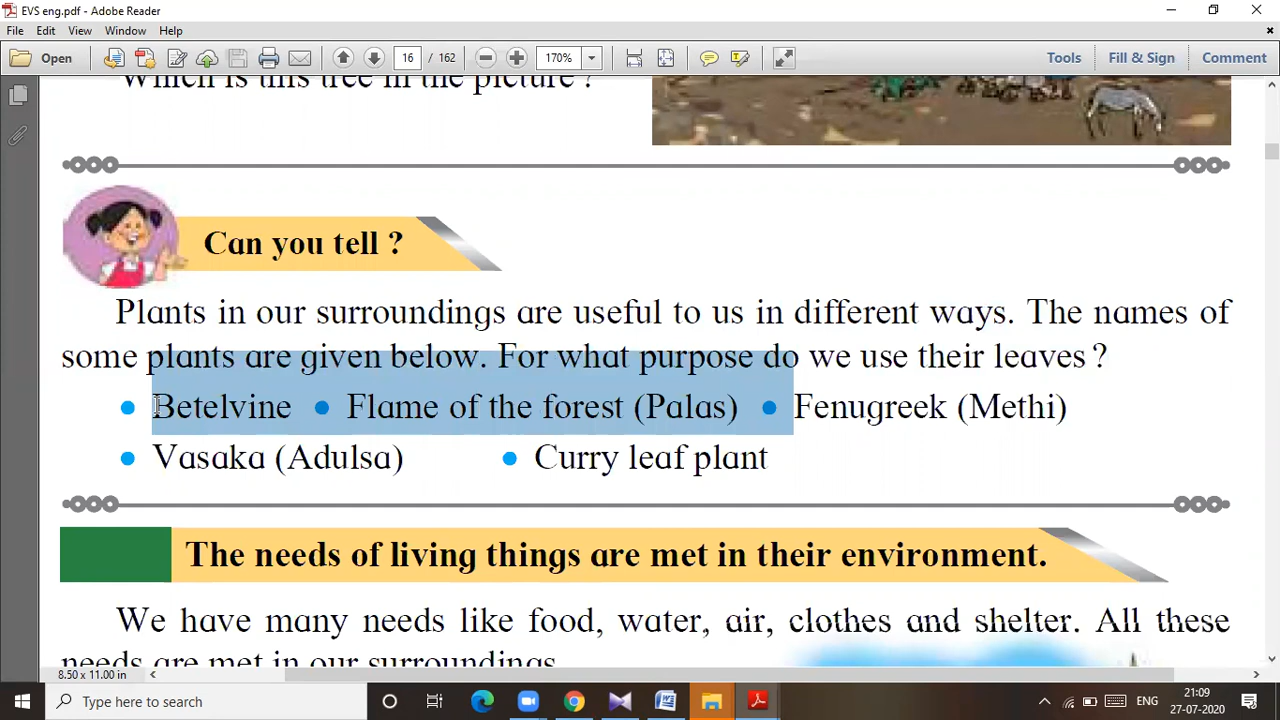 EVS eng.pdf - Adobe Reader
File Edit View Window Help
Open 16 / 162 170% Tools Fill & Sign Comment
Which is this tree in the picture ?
Can you tell ?
Plants in our surroundings are useful to us in different ways. The names of
some plants are given below. For what purpose do we use their leaves ?
• Betelvine • Flame of the forest (Palas) • Fenugreek (Methi)
• Vasaka (Adulsa) • Curry leaf plant
The needs of living things are met in their environment.
We have many needs like food, water, air, clothes and shelter. All these
needs are met in our surroundings.
8.50 x 11.00 in
Type here to search ENG 21:09
27-07-2020